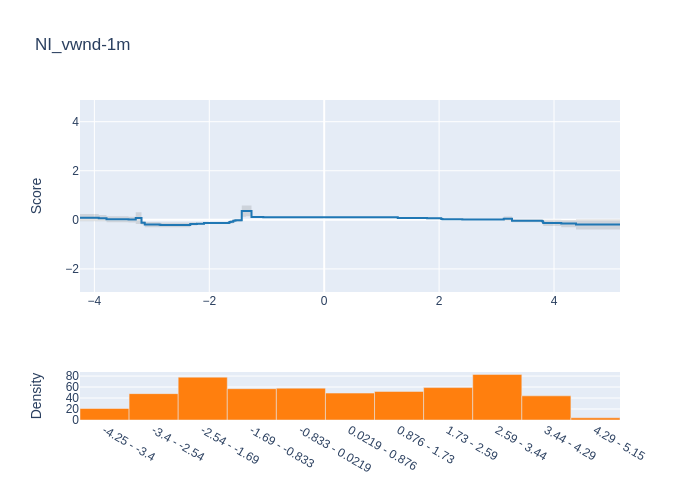 NI_vwnd-1m
Score
4
2
0
−2
−4
−2
0
2
4
Density
80
60
40
20
0
-4.25 - -3.4
-3.4 - -2.54
-2.54 - -1.69
-1.69 - -0.833
-0.833 - 0.0219
0.0219 - 0.876
0.876 - 1.73
1.73 - 2.59
2.59 - 3.44
3.44 - 4.29
4.29 - 5.15